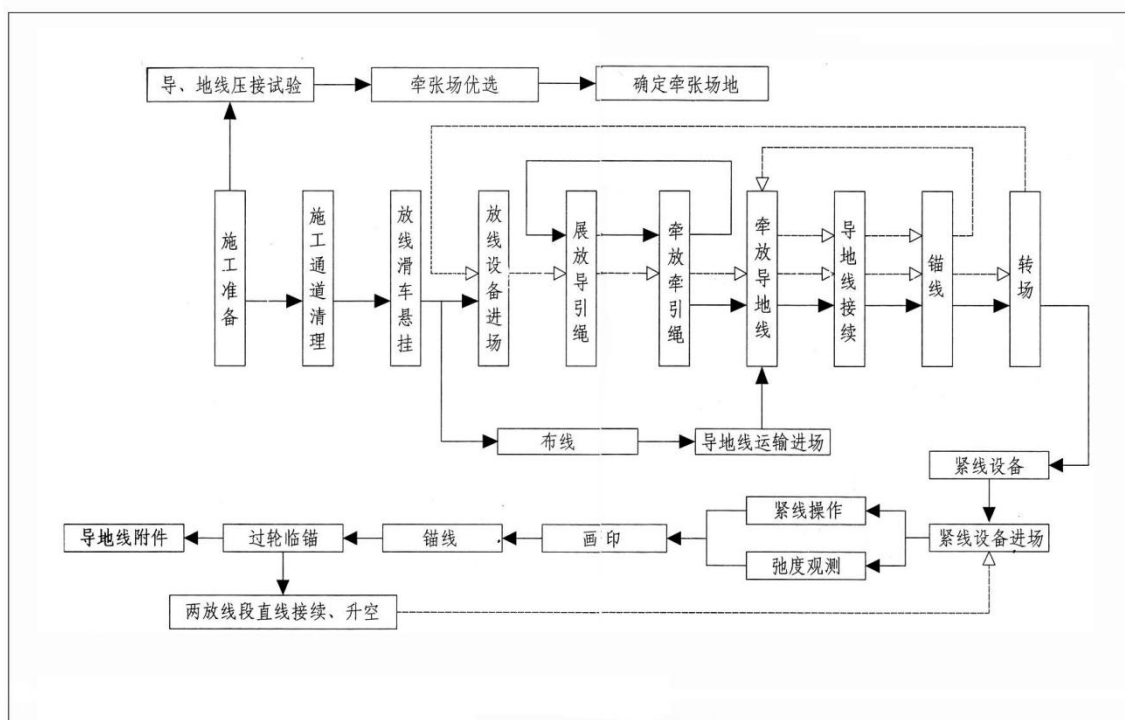 导、地线压接试验
牵张场优选
确定牵张场地
施工准备
施工通道清理
放线滑车悬挂
放线设备进场
展放导引绳
牵放牵引绳
牵放导地线
导地线接续
锚线
转场
布线
导地线运输进场
紧线设备
紧线操作
导地线附件
过轮临锚
锚线
画印
紧线设备进场
弛度观测
两放线段直线接续、升空